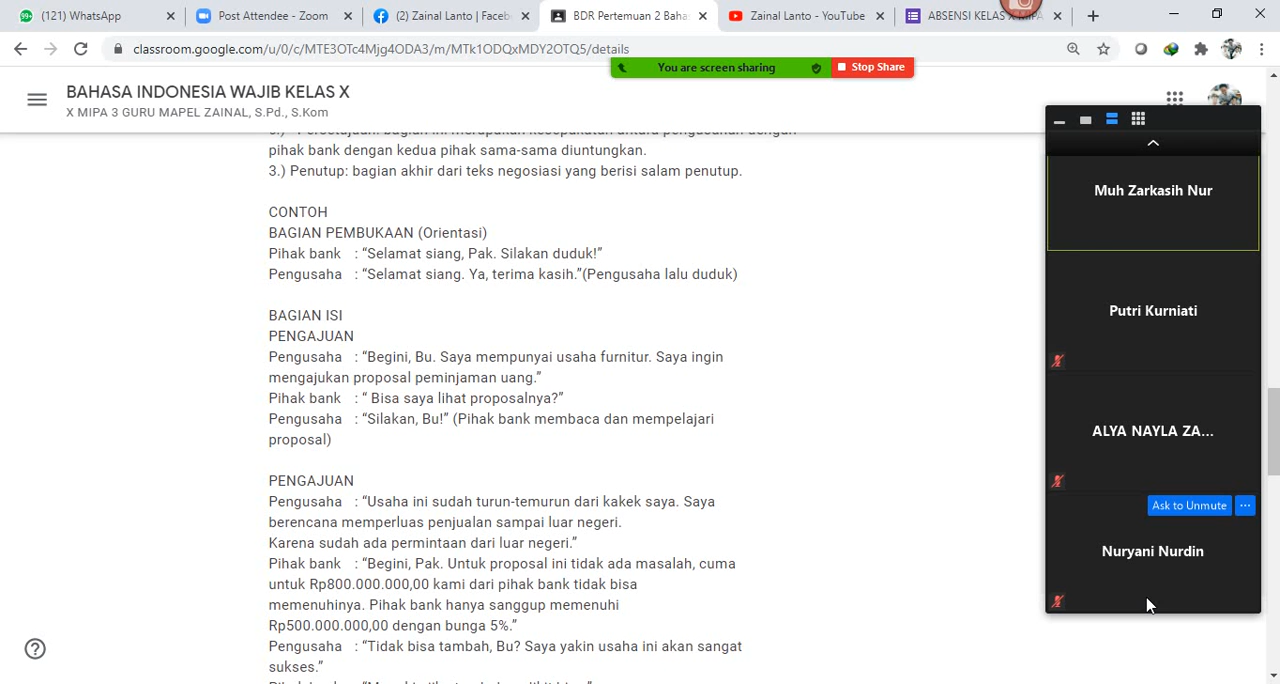 (121) WhatsApp
Post Attendee - Zoom
(2) Zainal Lanto | Faceb
BDR Pertemuan 2 Baha
Zainal Lanto - YouTube
ABSENSI KELAS X M
classroom.google.com/u/0/c/MTE3OTc4Mjg4ODA3/m/MTk1ODQxMDY2OTQ5/details
You are screen sharing
Stop Share
BAHASA INDONESIA WAJIB KELAS X
X MIPA 3 GURU MAPEL ZAINAL, S.Pd., S.Kom
pihak bank dengan kedua pihak sama-sama diuntungkan.
3.) Penutup: bagian akhir dari teks negosiasi yang berisi salam penutup.
CONTOH
BAGIAN PEMBUKAAN (Orientasi)
Pihak bank : “Selamat siang, Pak. Silakan duduk!”
Pengusaha : “Selamat siang. Ya, terima kasih.”(Pengusaha lalu duduk)
BAGIAN ISI
PENGAJUAN
Pengusaha : “Begini, Bu. Saya mempunyai usaha furnitur. Saya ingin
mengajukan proposal peminjaman uang.”
Pihak bank : “ Bisa saya lihat proposalnya?”
Pengusaha : “Silakan, Bu!” (Pihak bank membaca dan mempelajari
proposal)
PENGAJUAN
Pengusaha : “Usaha ini sudah turun-temurun dari kakek saya. Saya
berencana memperluas penjualan sampai luar negeri.
Karena sudah ada permintaan dari luar negeri.”
Pihak bank : “Begini, Pak. Untuk proposal ini tidak ada masalah, cuma
untuk Rp800.000.000,00 kami dari pihak bank tidak bisa
memenuhinya. Pihak bank hanya sanggup memenuhi
Rp500.000.000,00 dengan bunga 5%.”
Pengusaha : “Tidak bisa tambah, Bu? Saya yakin usaha ini akan sangat
sukses.”
Muh Zarkasih Nur
Putri Kurniati
ALYA NAYLA ZA...
Ask to Unmute
Nuryani Nurdin